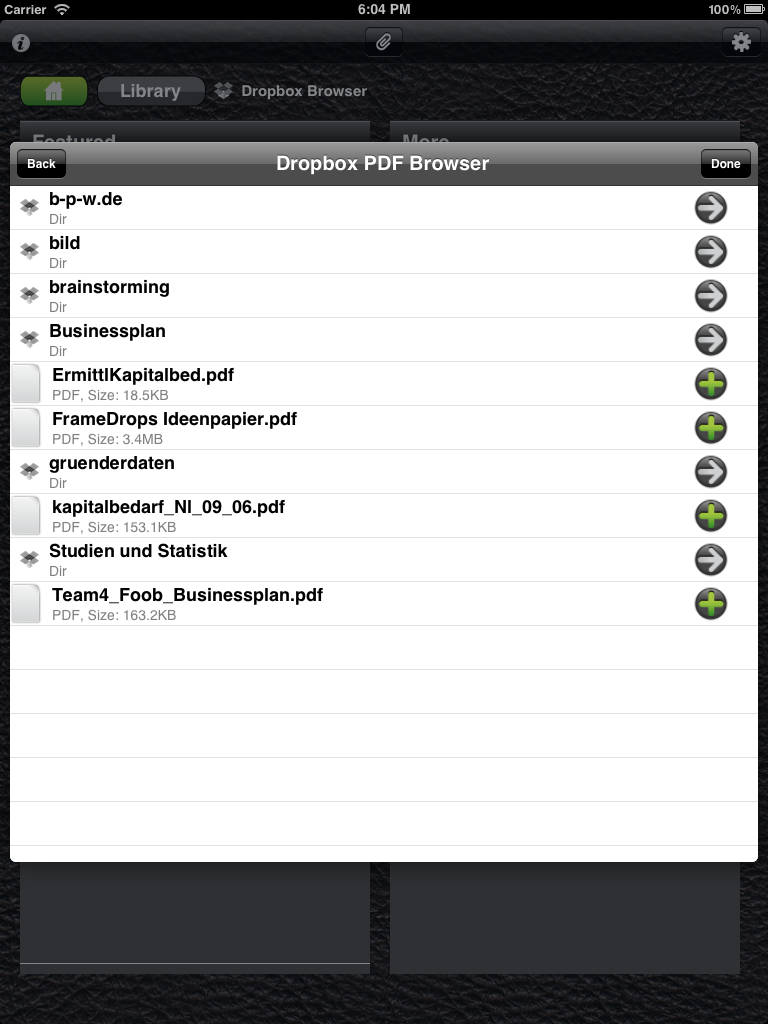 Carrier 6:04 PM 100%
Library Dropbox Browser
Featured More
Back Dropbox PDF Browser Done
b-p-w.de
Dir
bild
Dir
brainstorming
Dir
Businessplan
Dir
ErmittlKapitalbed.pdf
PDF, Size: 18.5KB
FrameDrops Ideenpapier.pdf
PDF, Size: 3.4MB
gruenderdaten
Dir
kapitalbedarf_NI_09_06.pdf
PDF, Size: 153.1KB
Studien und Statistik
Dir
Team4_Foob_Businessplan.pdf
PDF, Size: 163.2KB